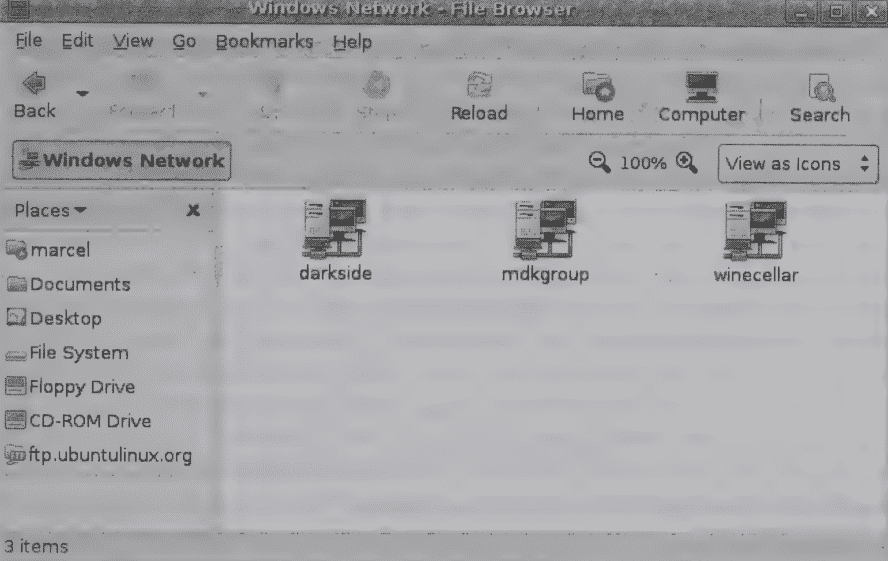 Windows Network - File Browser
File Edit View Go Bookmarks Help
Back Reload Home Computer Search
Windows Network 100% View as Icons
Places
marcel
Documents
Desktop
File System
Floppy Drive
CD-ROM Drive
ftp.ubuntulinux.org
darkside mdkgroup winecellar
3 items